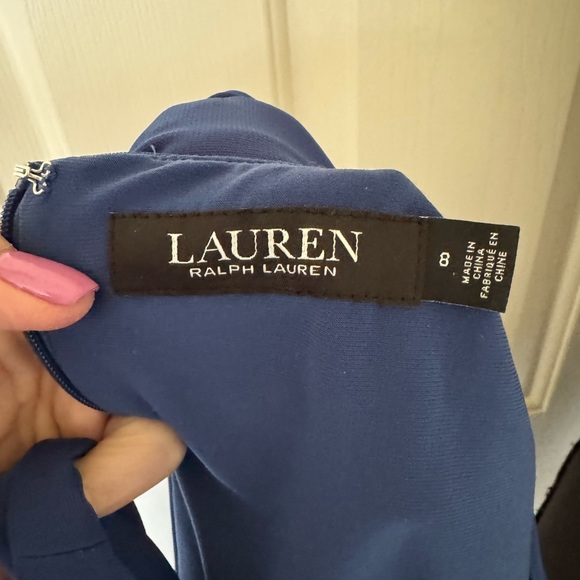 LAUREN
RALPH LAUREN
8
MADE IN
CHINA
FABRIQUÉ EN
CHINE